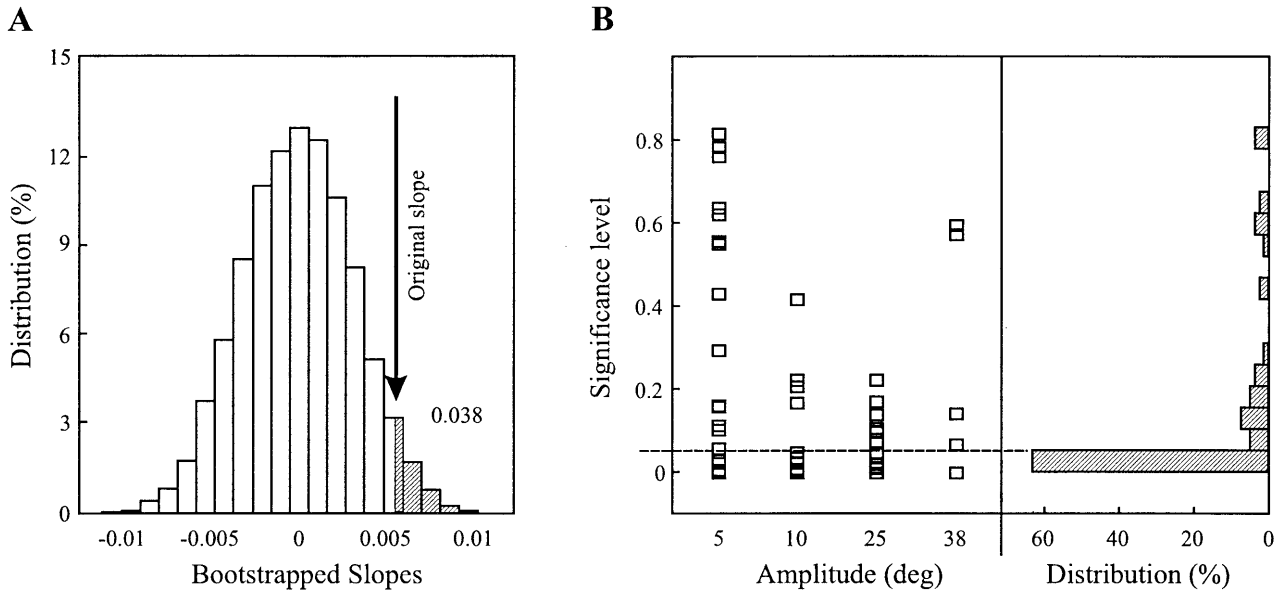 A
15
12
9
6
3
0
Distribution (%)
Original slope
0.038
-0.01 -0.005 0 0.005 0.01
Bootstrapped Slopes
B
0.8
0.6
0.4
0.2
0
Significance level
5 10 25 38
Amplitude (deg)
60 40 20 0
Distribution (%)